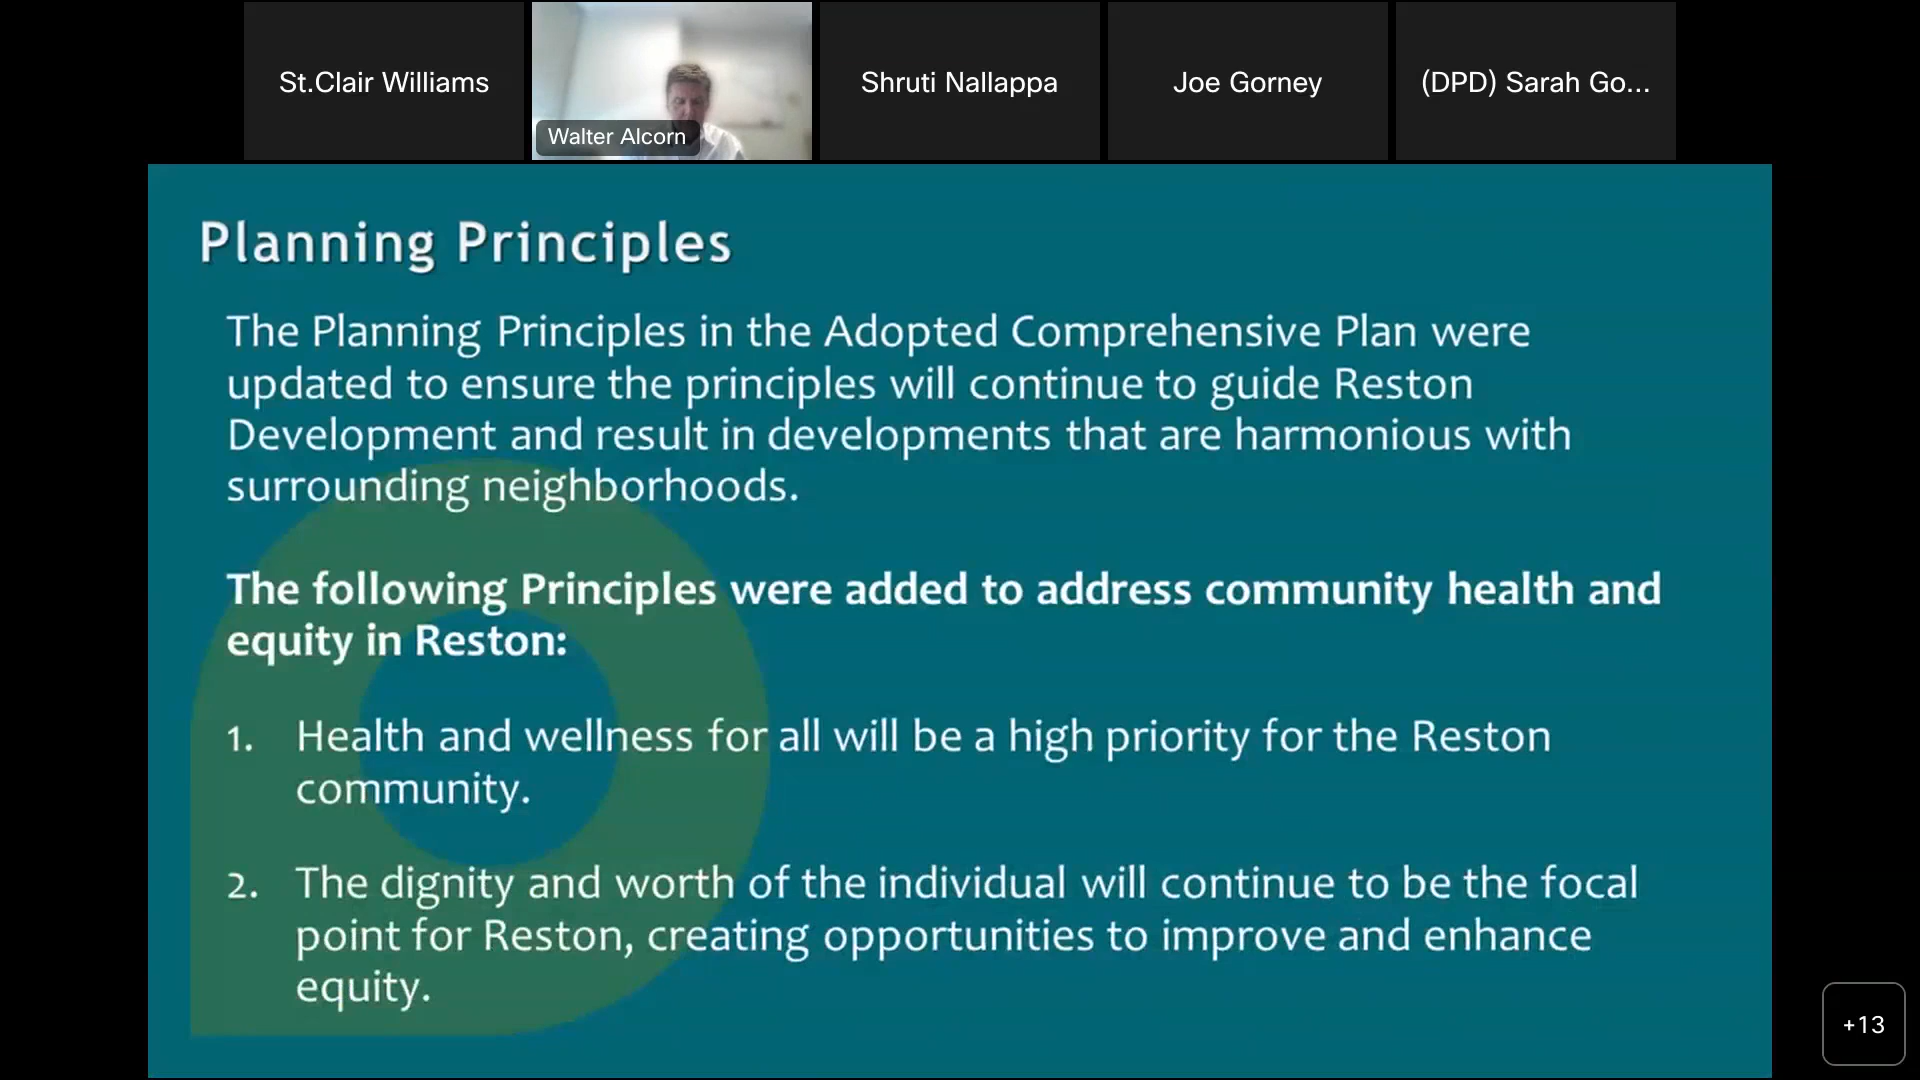 St.Clair Williams
Walter Alcorn
Shruti Nallappa
Joe Gorney
(DPD) Sarah Go...
Planning Principles
The Planning Principles in the Adopted Comprehensive Plan were
updated to ensure the principles will continue to guide Reston
Development and result in developments that are harmonious with
surrounding neighborhoods.
The following Principles were added to address community health and
equity in Reston:
1. Health and wellness for all will be a high priority for the Reston
community.
2. The dignity and worth of the individual will continue to be the focal
point for Reston, creating opportunities to improve and enhance
equity.
+13